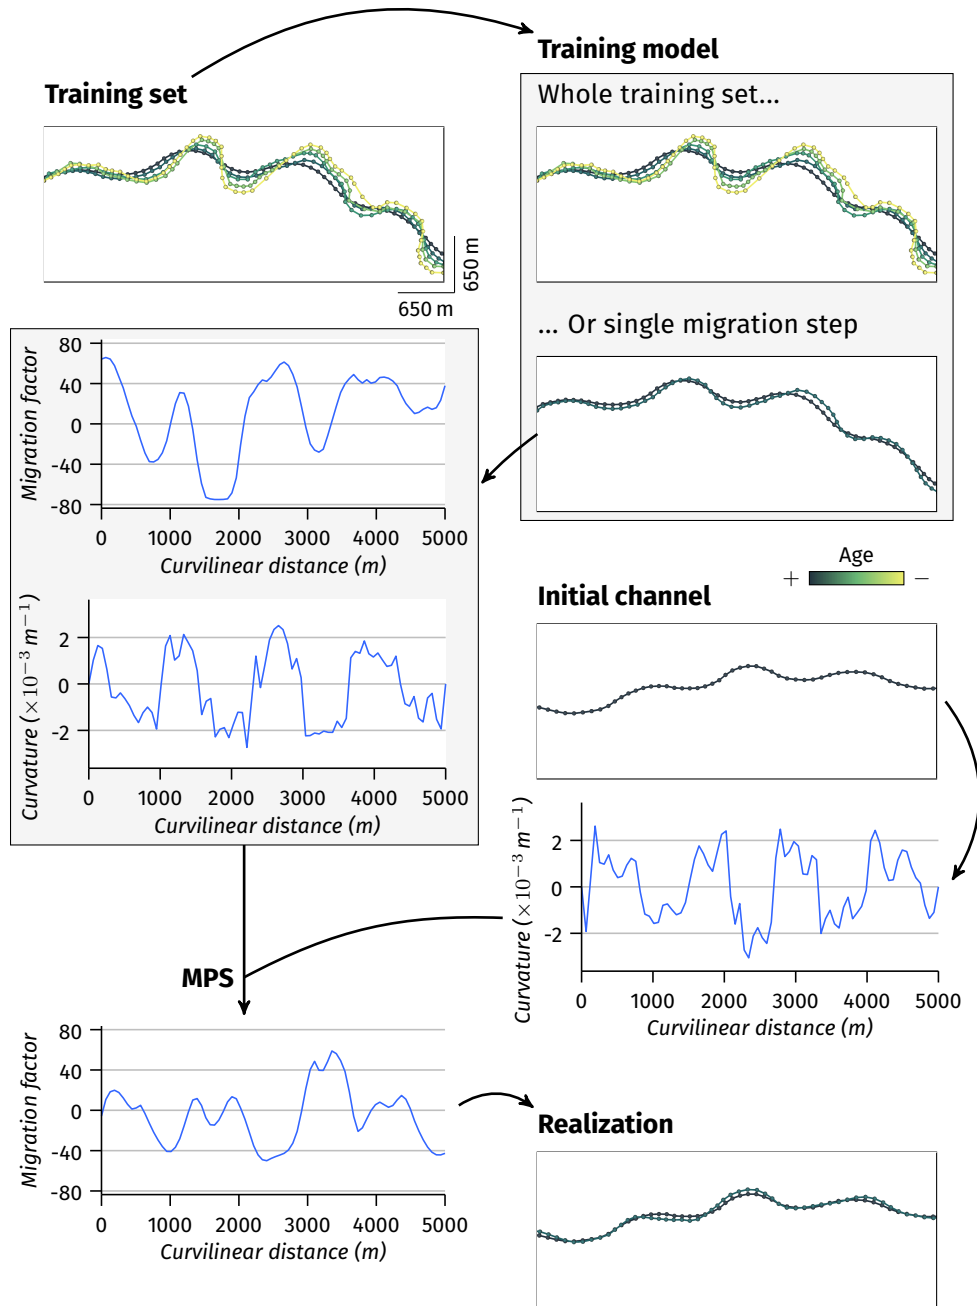 Training set
Training model
Whole training set...
650 m
650 m
... Or single migration step
80
40
0
-40
-80
Migration factor
0 1000 2000 3000 4000 5000
Curvilinear distance (m)
2
0
-2
Curvature (×10⁻³ m⁻¹)
0 1000 2000 3000 4000 5000
Curvilinear distance (m)
Age
+ −
Initial channel
2
0
-2
Curvature (×10⁻³ m⁻¹)
0 1000 2000 3000 4000 5000
Curvilinear distance (m)
MPS
80
40
0
-40
-80
Migration factor
0 1000 2000 3000 4000 5000
Curvilinear distance (m)
Realization